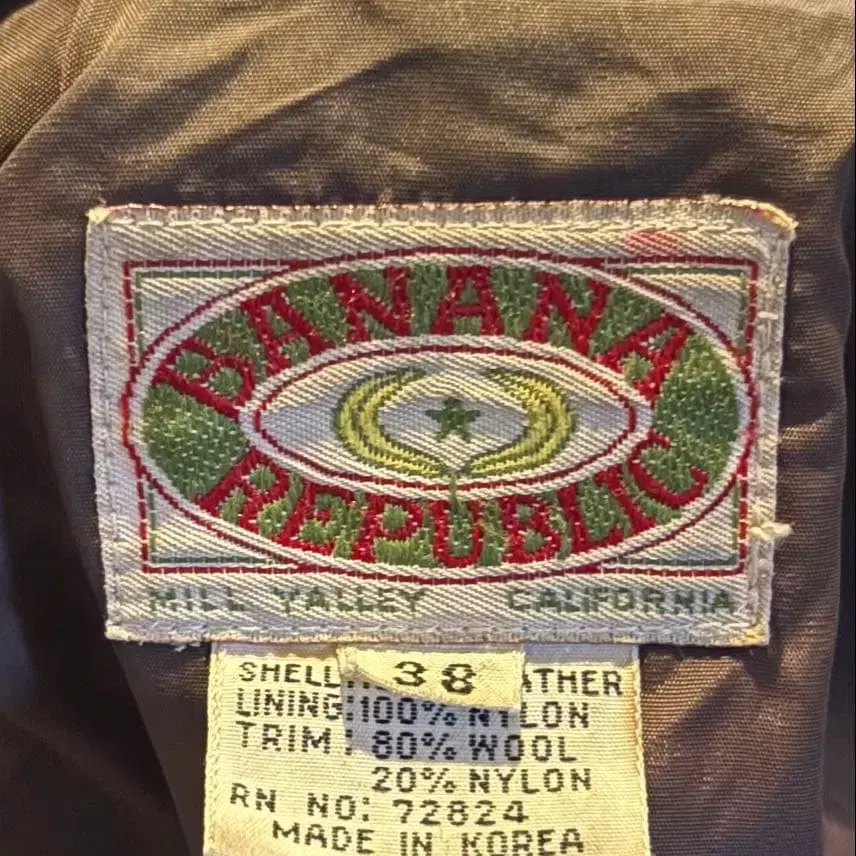 BANANA
REPUBLIC
MILL VALLEY CALIFORNIA
38
SHELL
LINING: 100% NYLON
TRIM: 80% WOOL
20% NYLON
RN NO: 72824
MADE IN KOREA